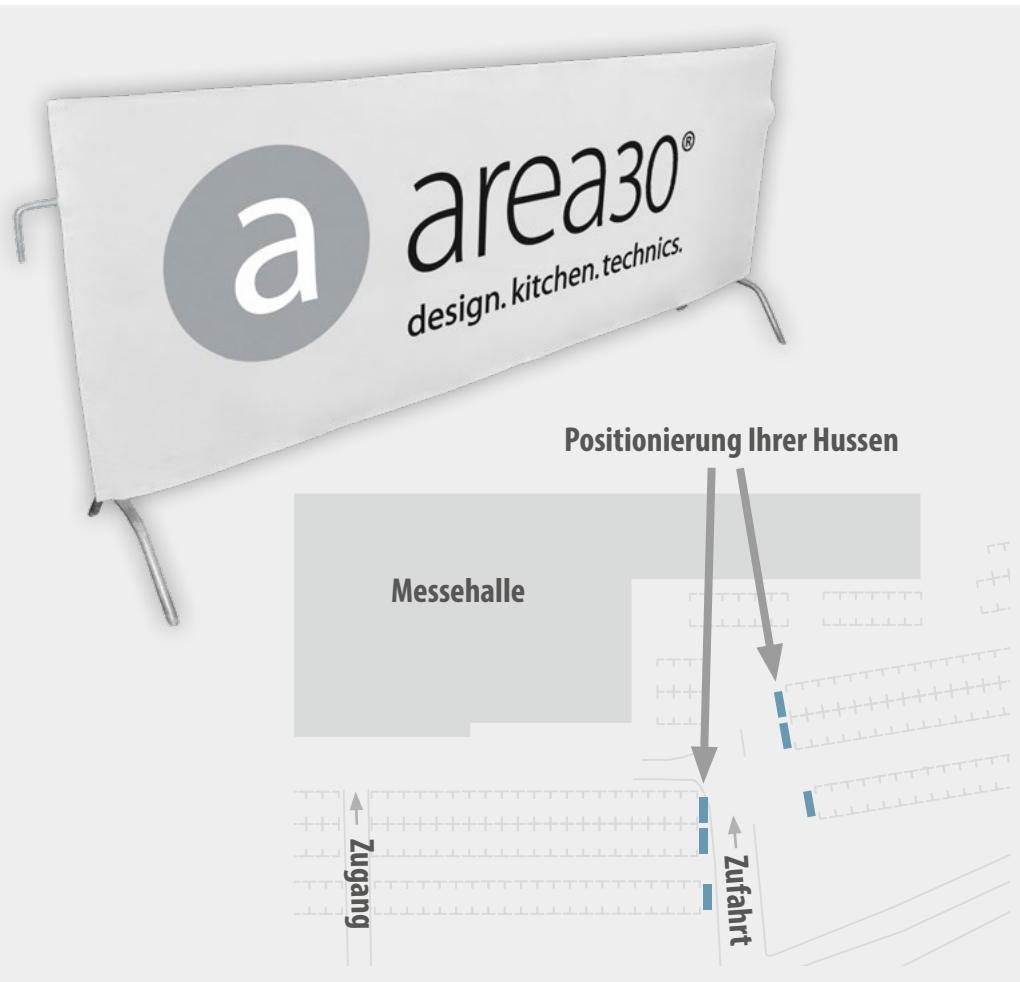 a
area30®
design. kitchen. technics.
Positionierung Ihrer Hussen
Messehalle
Zugang
Zufahrt